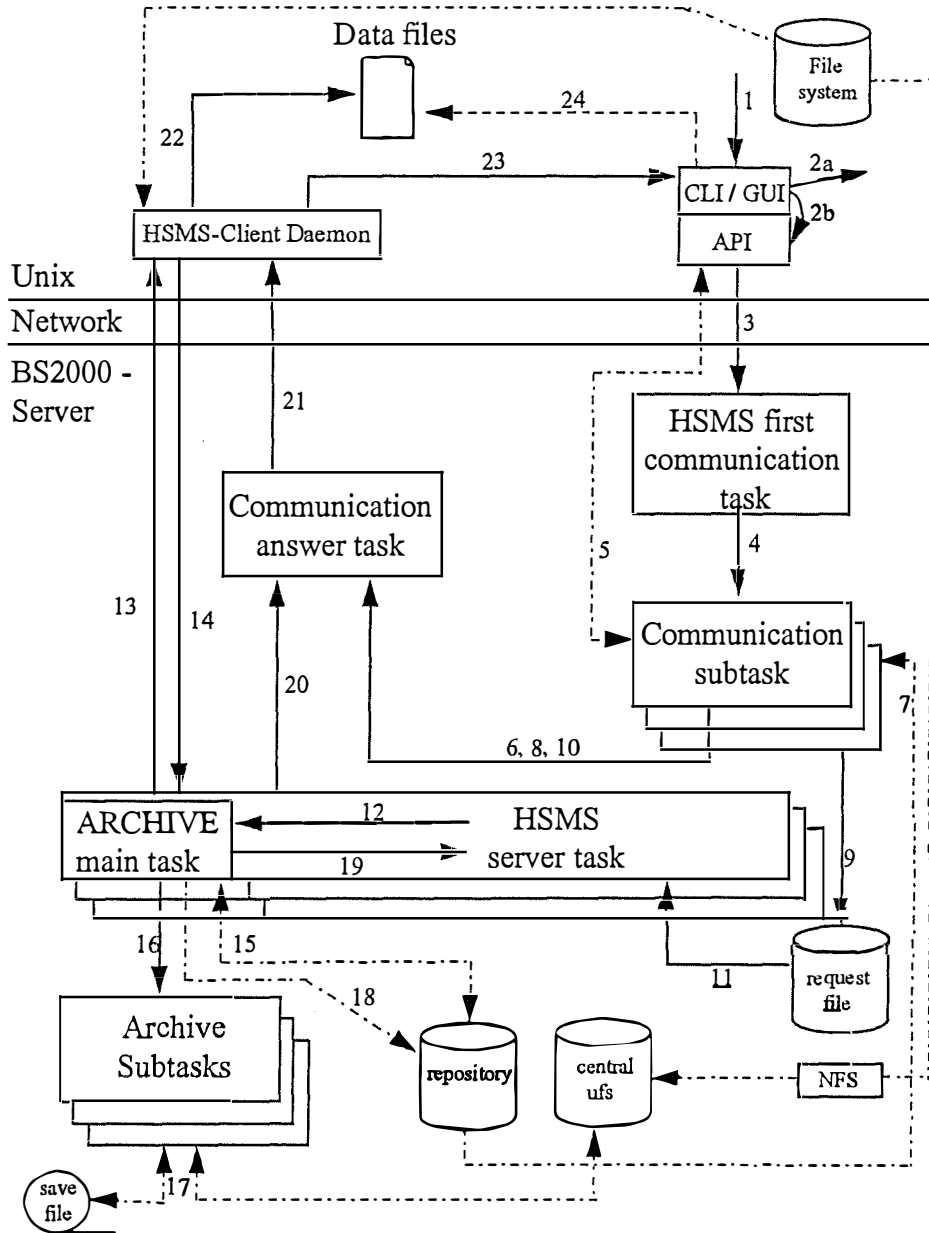 Data files
File
system
1
24
22
23
2a
CLI / GUI
2b
HSMS-Client Daemon
API
Unix
Network
3
BS2000 -
Server
21
HSMS first
communication
task
Communication
answer task
5
4
13
14
Communication
subtask
20
7
6, 8, 10
12
ARCHIVE
main task
HSMS
server task
19
9
16
15
11
request
file
18
Archive
Subtasks
repository
central
ufs
NFS
17
save
file